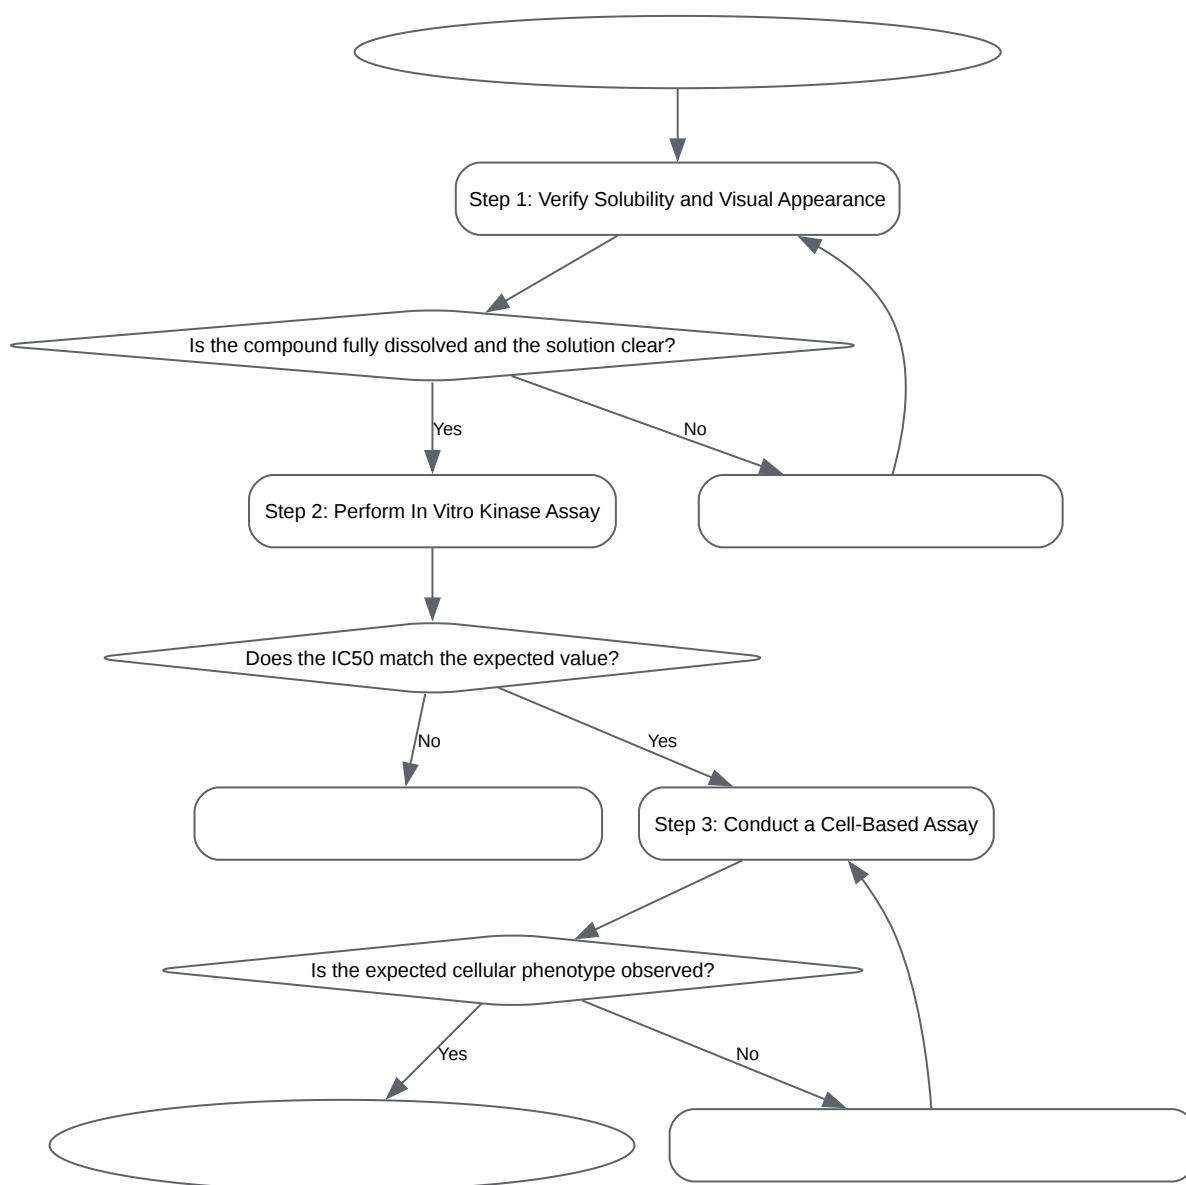 Step 1: Verify Solubility and Visual Appearance
Is the compound fully dissolved and the solution clear?
Yes
No
Step 2: Perform In Vitro Kinase Assay
Does the IC50 match the expected value?
No
Yes
Step 3: Conduct a Cell-Based Assay
Is the expected cellular phenotype observed?
Yes
No